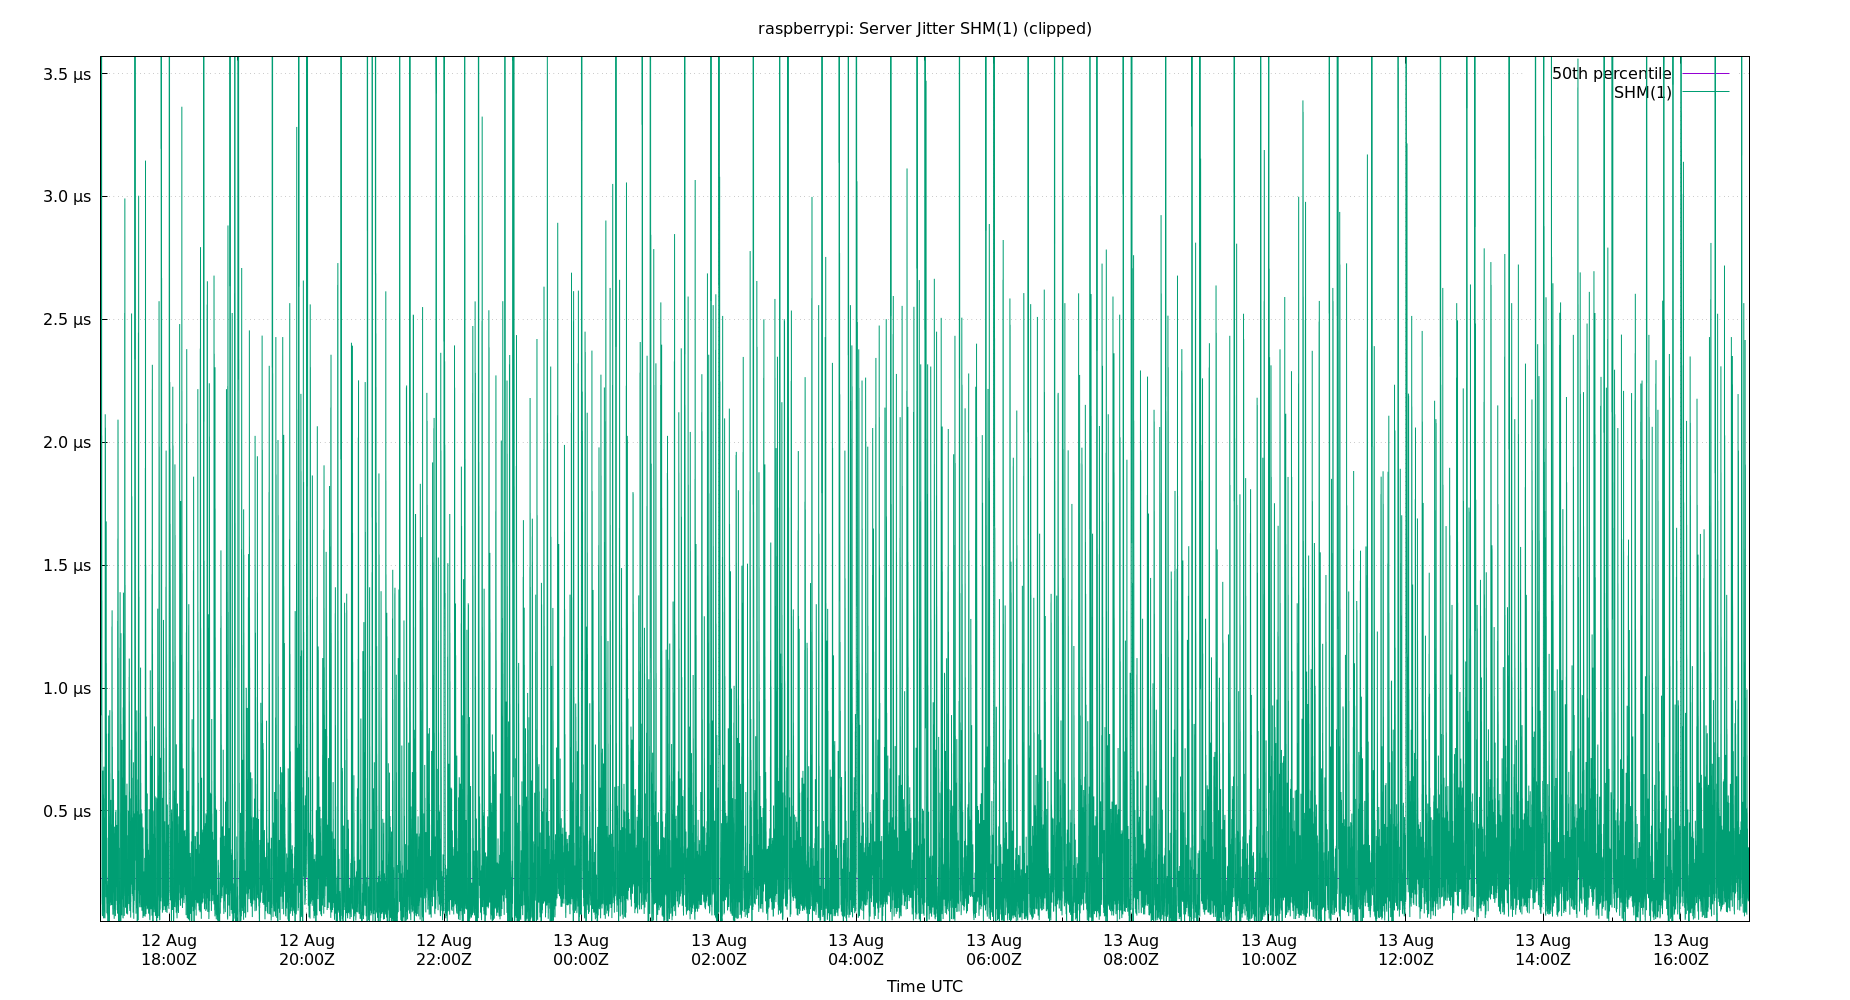 raspberrypi: Server Jitter SHM(1) (clipped)
3.5 µs
3.0 µs
2.5 µs
2.0 µs
1.5 µs
1.0 µs
0.5 µs
50th percentile
SHM(1)
12 Aug 12 Aug 12 Aug 13 Aug 13 Aug 13 Aug 13 Aug 13 Aug 13 Aug 13 Aug 13 Aug 13 Aug
18:00Z 20:00Z 22:00Z 00:00Z 02:00Z 04:00Z 06:00Z 08:00Z 10:00Z 12:00Z 14:00Z 16:00Z
Time UTC